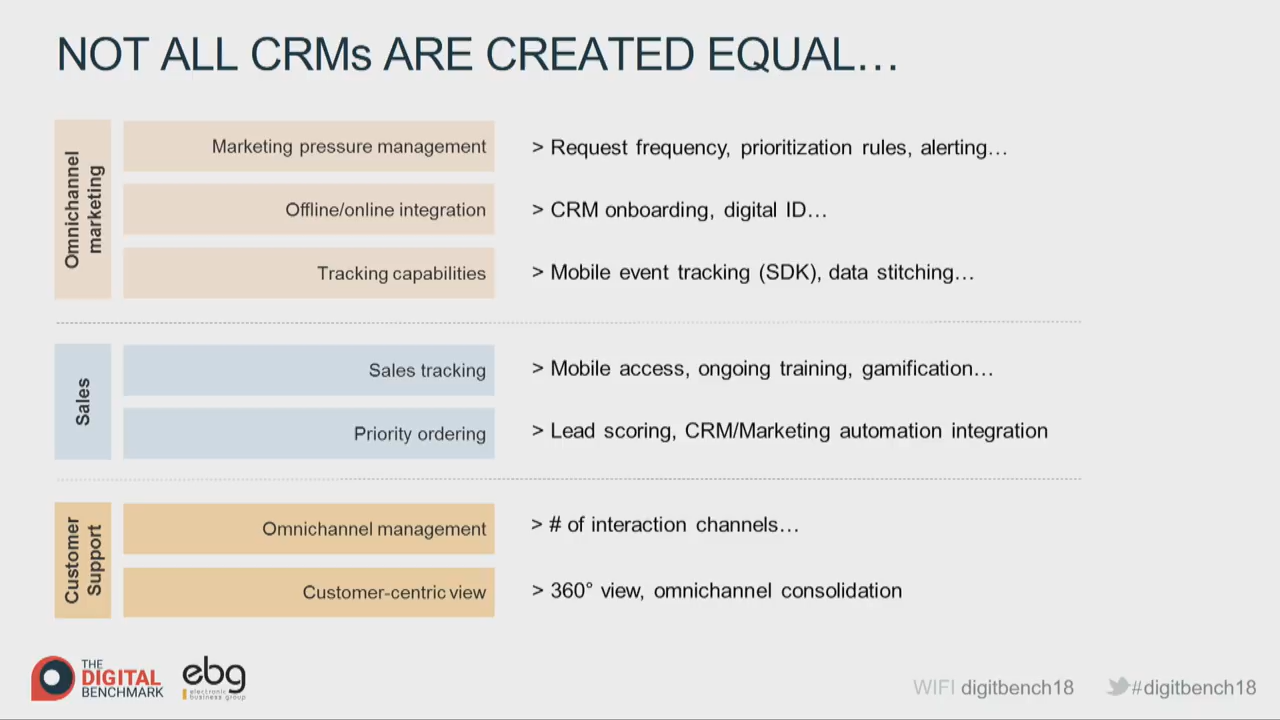 NOT ALL CRMs ARE CREATED EQUAL…
Omnichannel
marketing
Marketing pressure management
> Request frequency, prioritization rules, alerting…
Offline/online integration
> CRM onboarding, digital ID…
Tracking capabilities
> Mobile event tracking (SDK), data stitching…
Sales
Sales tracking
> Mobile access, ongoing training, gamification…
Priority ordering
> Lead scoring, CRM/Marketing automation integration
Customer
Support
Omnichannel management
> # of interaction channels…
Customer-centric view
> 360° view, omnichannel consolidation
THE
DIGITAL
BENCHMARK
ebg
electronic
business group
WIFI digitbench18
#digitbench18